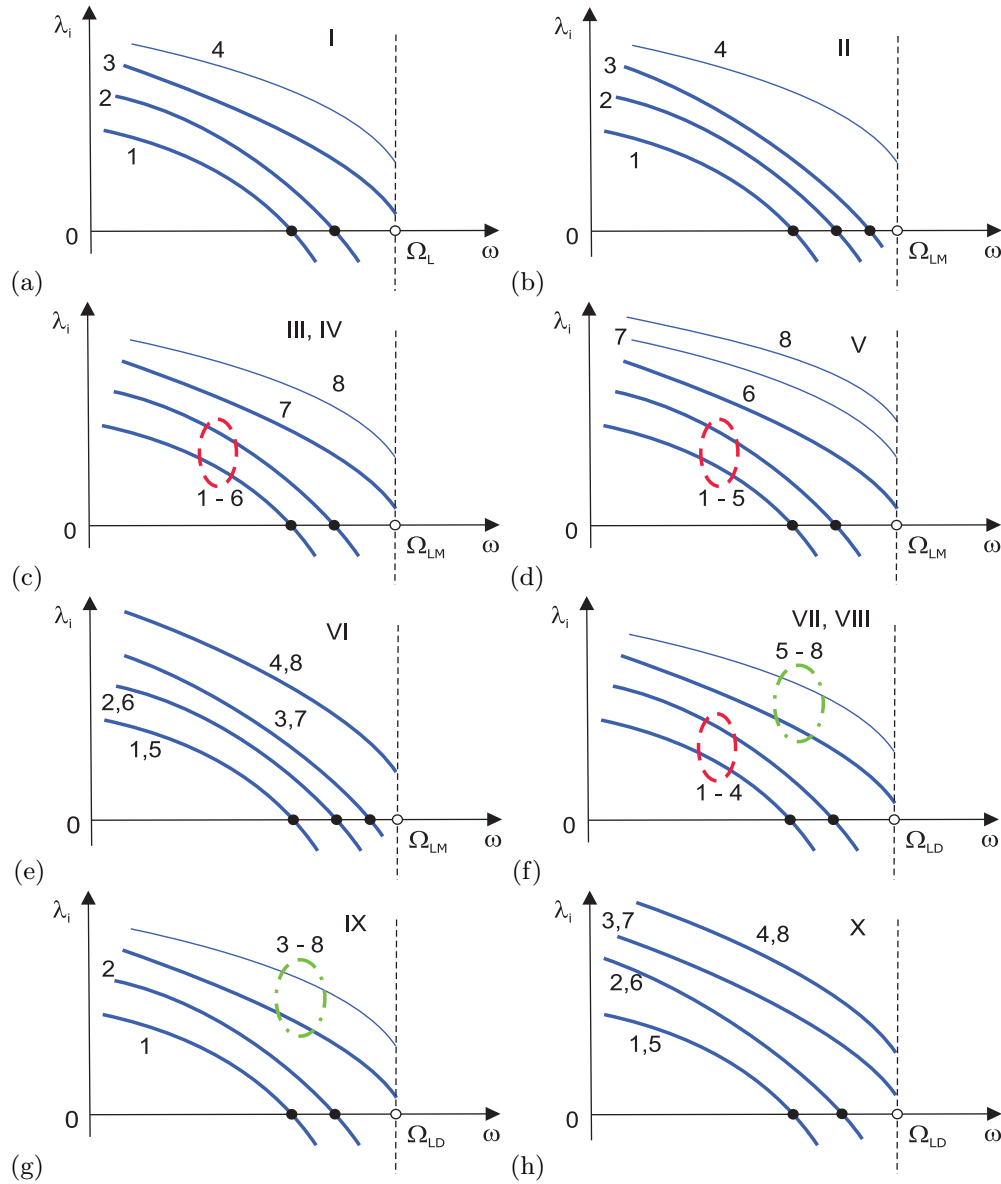 λi I
4
3
2
1
0
ΩL ω
(a)
λi II
4
3
2
1
0
ΩLM ω
(b)
λi III, IV
8
7
1 - 6
0
ΩLM ω
(c)
λi V
7 8
6
1 - 5
0
ΩLM ω
(d)
λi VI
4,8
2,6 3,7
1,5
0
ΩLM ω
(e)
λi VII, VIII
5 - 8
1 - 4
0
ΩLD ω
(f)
λi IX
3 - 8
2
1
0
ΩLD ω
(g)
λi X
3,7 4,8
2,6
1,5
0
ΩLD ω
(h)